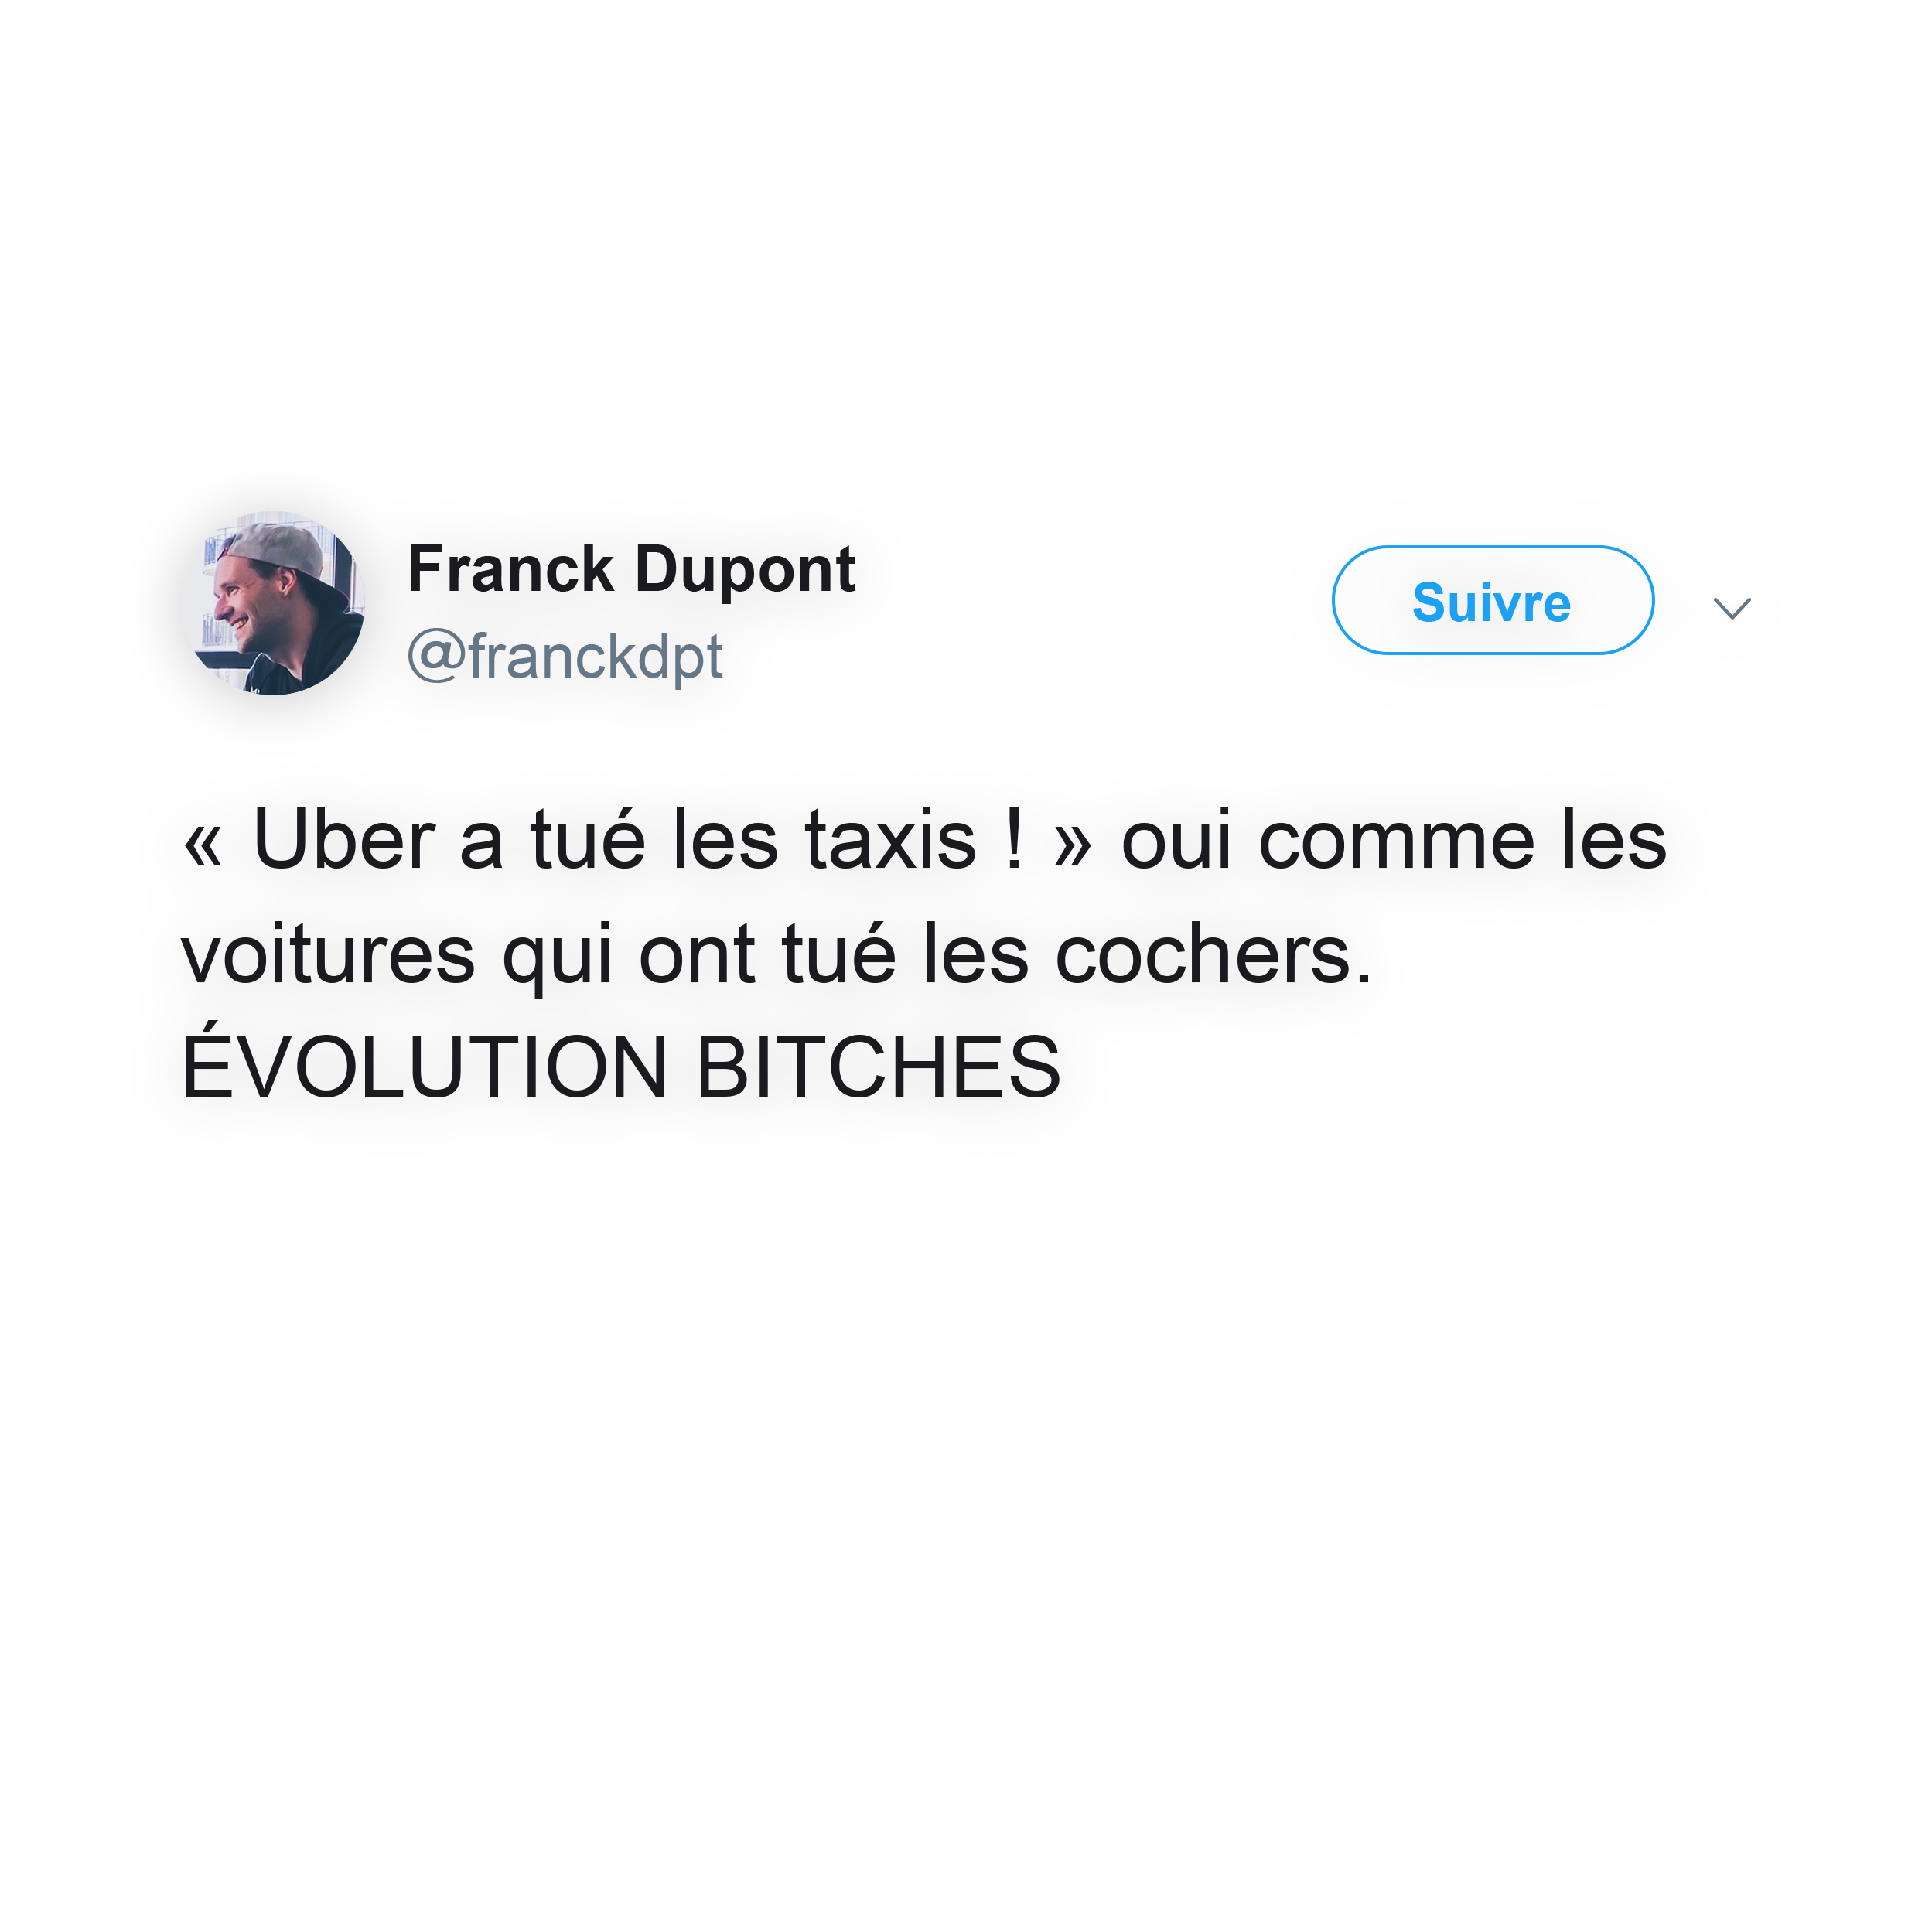 Franck Dupont
@franckdpt
Suivre
« Uber a tué les taxis ! » oui comme les
voitures qui ont tué les cochers.
ÉVOLUTION BITCHES